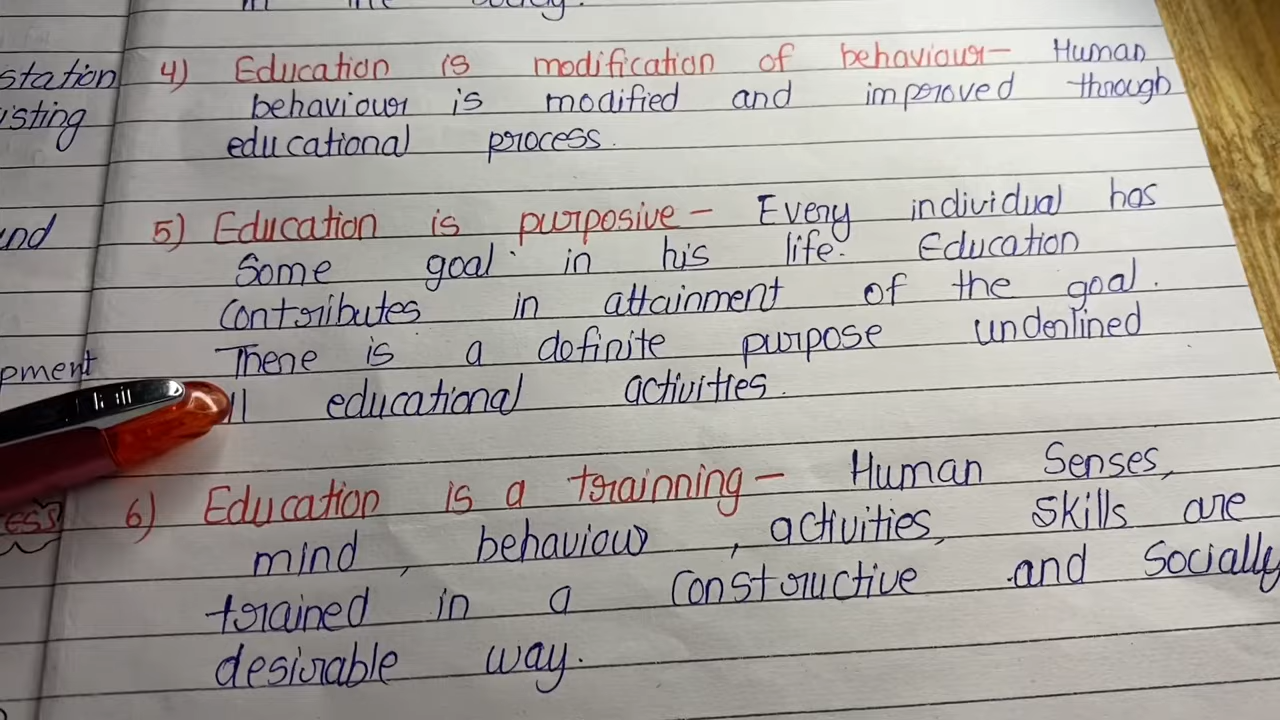 station
isting
nd
pment
ess
4) Education is modification of behaviour- Human
behaviour is modified and improved through
educational process.
5) Education is purposive- Every individual has
Some goal in his life. Education
Contributes in attainment of the goal.
There is a definite purpose underlined
educational activities.
6) Education is a trainning- Human Senses,
mind, behaviour, activities, skills are
trained in a constructive and Socially
desirable way.